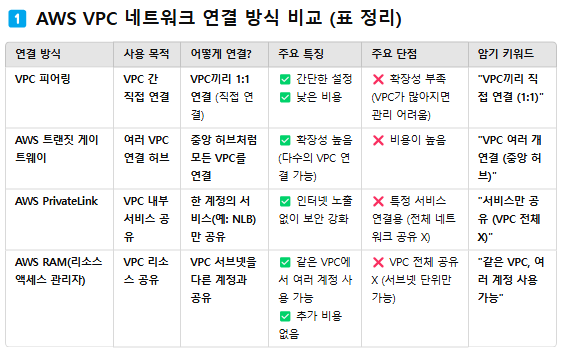 1 AWS VPC 네트워크 연결 방식 비교 (표 정리)
연결 방식 사용 목적 어떻게 연결? 주요 특징 주요 단점 암기 키워드
VPC 피어링 VPC 간 VPC끼리 1:1 ✅ 간단한 설정 ❌ 확장성 부족 "VPC끼리 직
직접 연결 연결 (직접 연 ✅ 낮은 비용 (VPC가 많아지면 접 연결 (1:1)"
결) 관리 어려움)
AWS 트랜짓 게이 여러 VPC 중앙 허브처럼 ✅ 확장성 높음 ❌ 비용이 높음 "VPC 여러 개
트웨이 연결 허브 모든 VPC를 (다수의 VPC 연 연결 (중앙 허
연결 결 가능) 브)"
AWS PrivateLink VPC 내부 한 계정의 서 ✅ 인터넷 노출 ❌ 특정 서비스 "서비스만 공
서비스 공 비스(예: NLB) 없이 보안 강화 연결용 (전체 네트 유 (VPC 전체
유 만 공유 워크 공유 X) X)"
AWS RAM(리소스 VPC 리소 VPC 서브넷을 ✅ 같은 VPC에 ❌ VPC 전체 공유 "같은 VPC, 여
액세스 관리자) 스 공유 다른 계정과 서 여러 계정 사 X (서브넷 단위만 러 계정 사용
공유 용 가능 가능) 가능"
✅ 추가 비용
없음